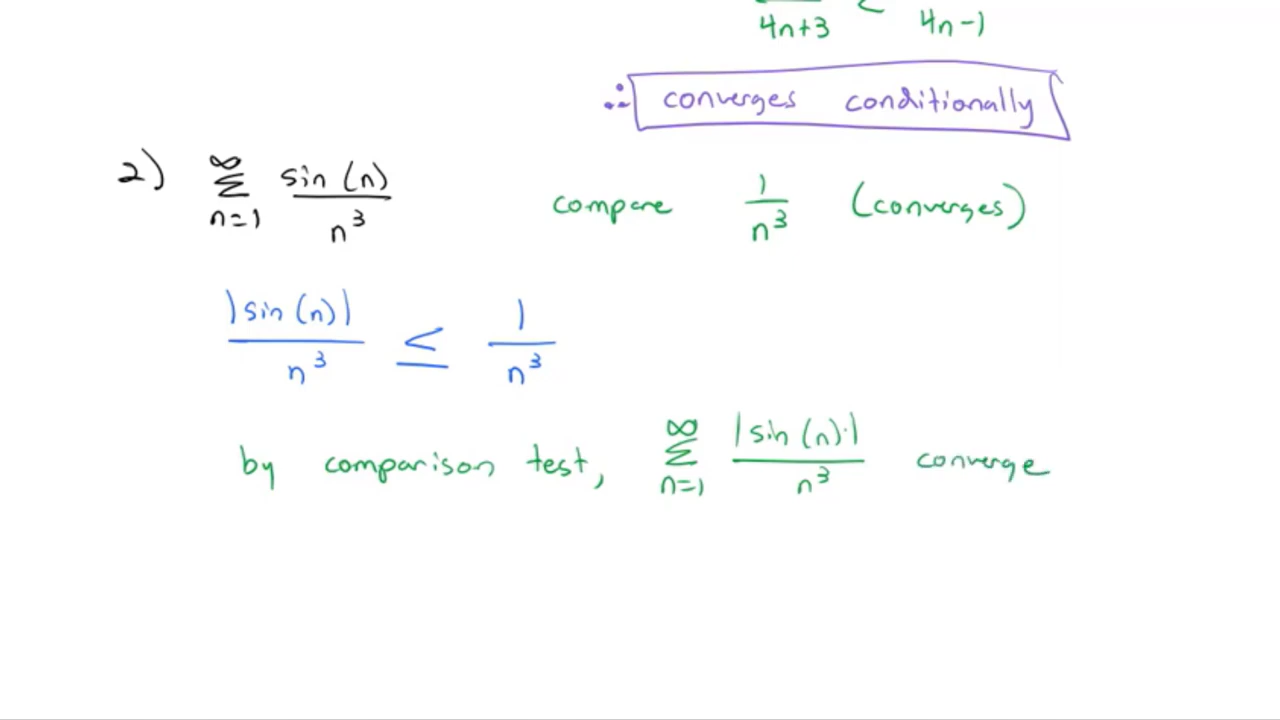 4n+3 < 4n-1
∴ converges conditionally
2) ∞ Σ n=1 sin (n) / n³ compare 1 / n³ (converges)
|sin (n)| / n³ ≤ 1 / n³
by comparison test, ∞ Σ n=1 |sin (n)| / n³ converge